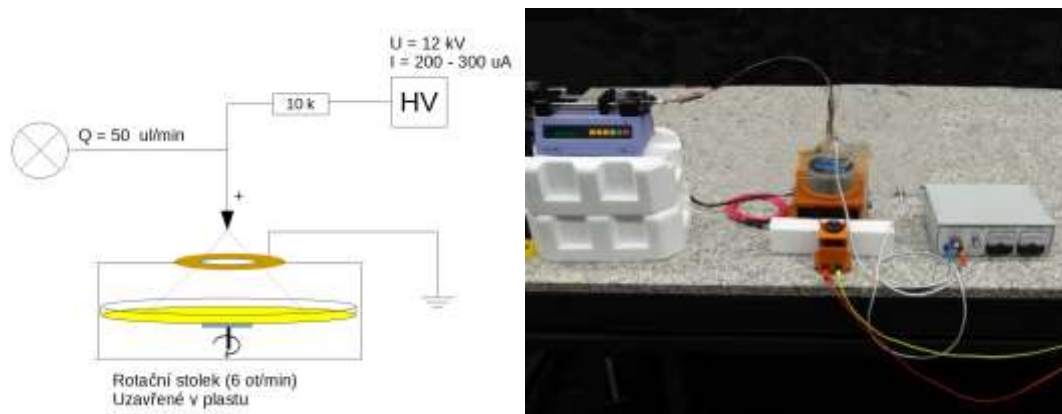 U = 12 kV
I = 200 - 300 uA
10 k
HV
Q = 50 ul/min
+
Rotační stolek (6 ot/min)
Uzavřené v plastu